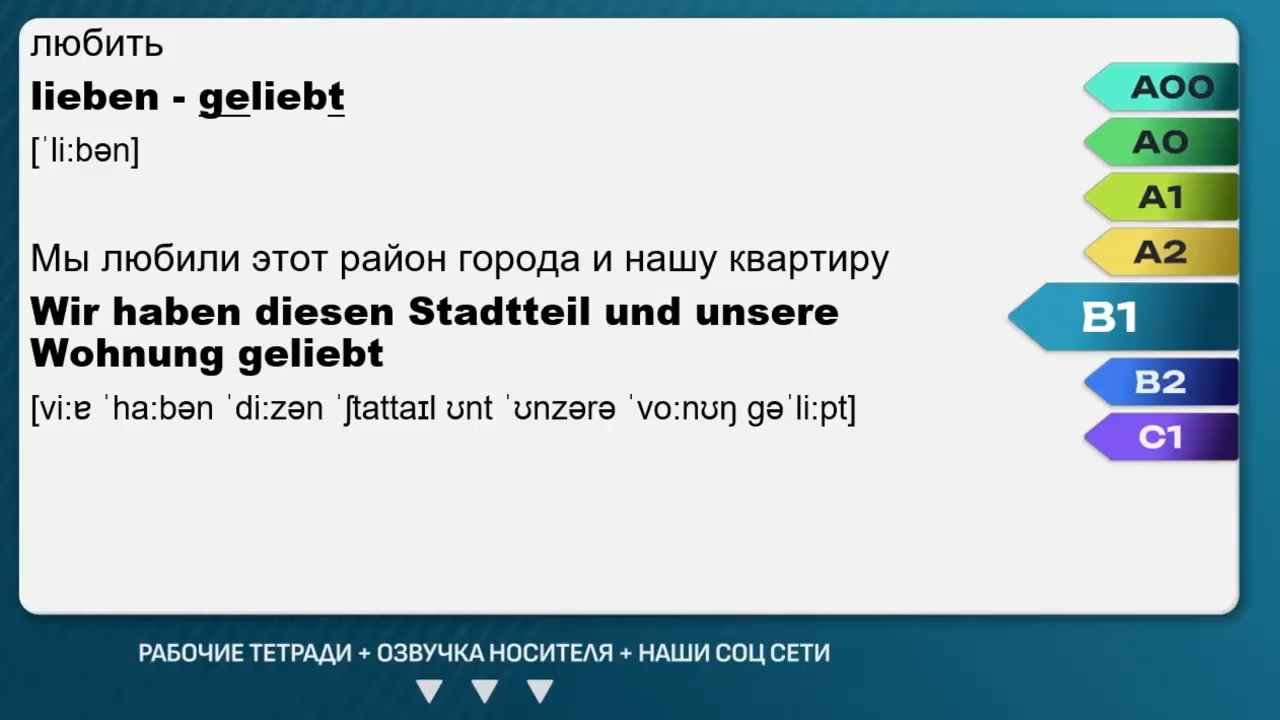 любить
lieben - geliebt
[ˈli:bən]
Мы любили этот район города и нашу квартиру
Wir haben diesen Stadtteil und unsere
Wohnung geliebt
[vi:ɐ ˈha:bən ˈdi:zən ˈʃtattaɪl ʊnt ˈʊnzərə ˈvo:nʊŋ gəˈli:pt]
A00
A0
A1
A2
B1
B2
C1
РАБОЧИЕ ТЕТРАДИ + ОЗВУЧКА НОСИТЕЛЯ + НАШИ СОЦ СЕТИ